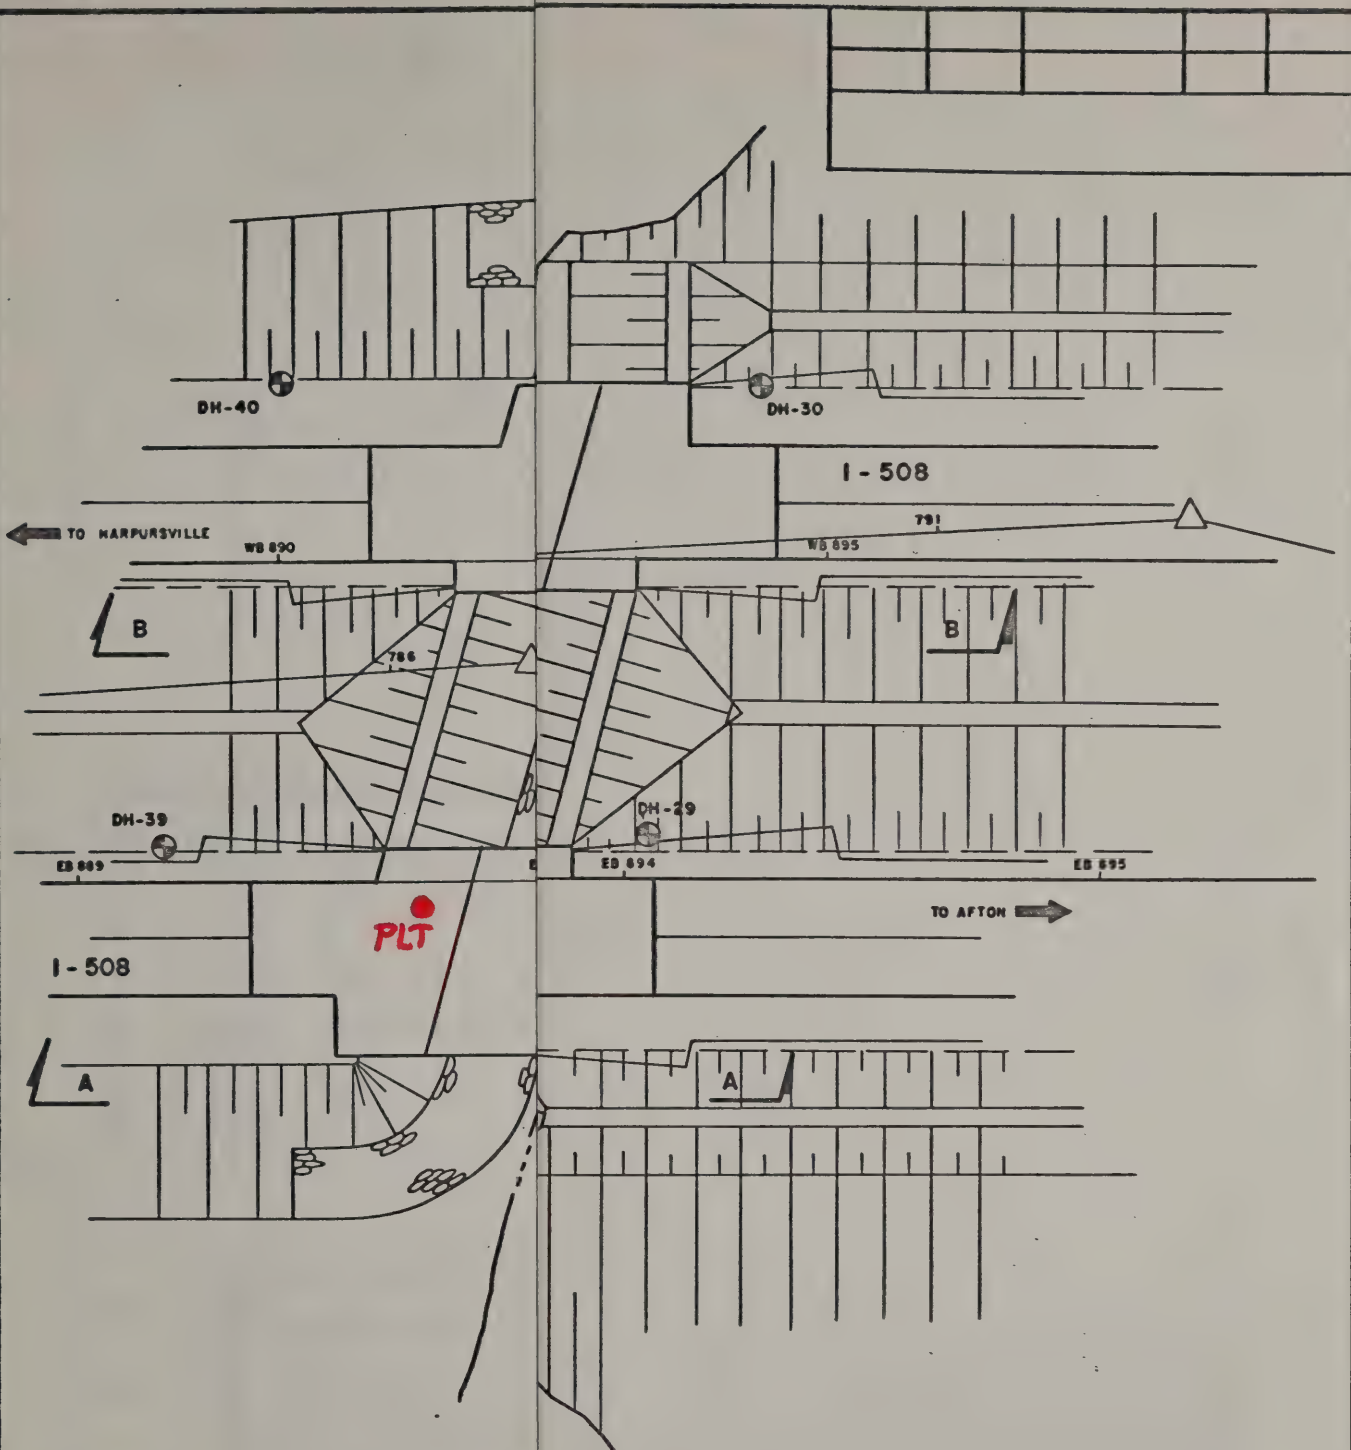 DH-40
DH-30
I-508
TO HARPURSVILLE
791
WB 890
WB 895
B
B
786
DH-39
DH-29
EB 889
E
EB 894
EB 895
TO AFTON
PLT
I-508
A
A